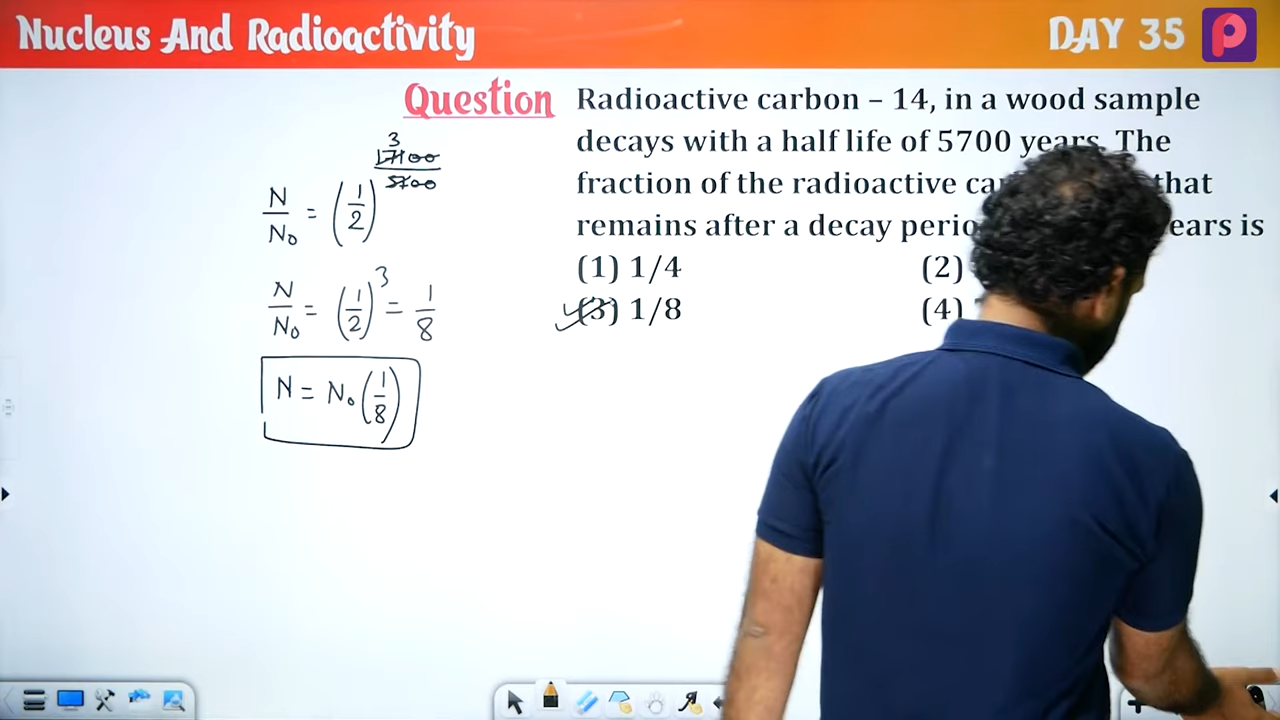 Nucleus And Radioactivity
DAY 35
Question
Radioactive carbon – 14, in a wood sample
decays with a half life of 5700 years. The
fraction of the radioactive that
remains after a decay ears is
(1) 1/4
(2)
(3) 1/8
(4)
3
17100
5700
N/N₀ = (1/2)
N/N₀ = (1/2)³ = 1/8
N = N₀(1/8)